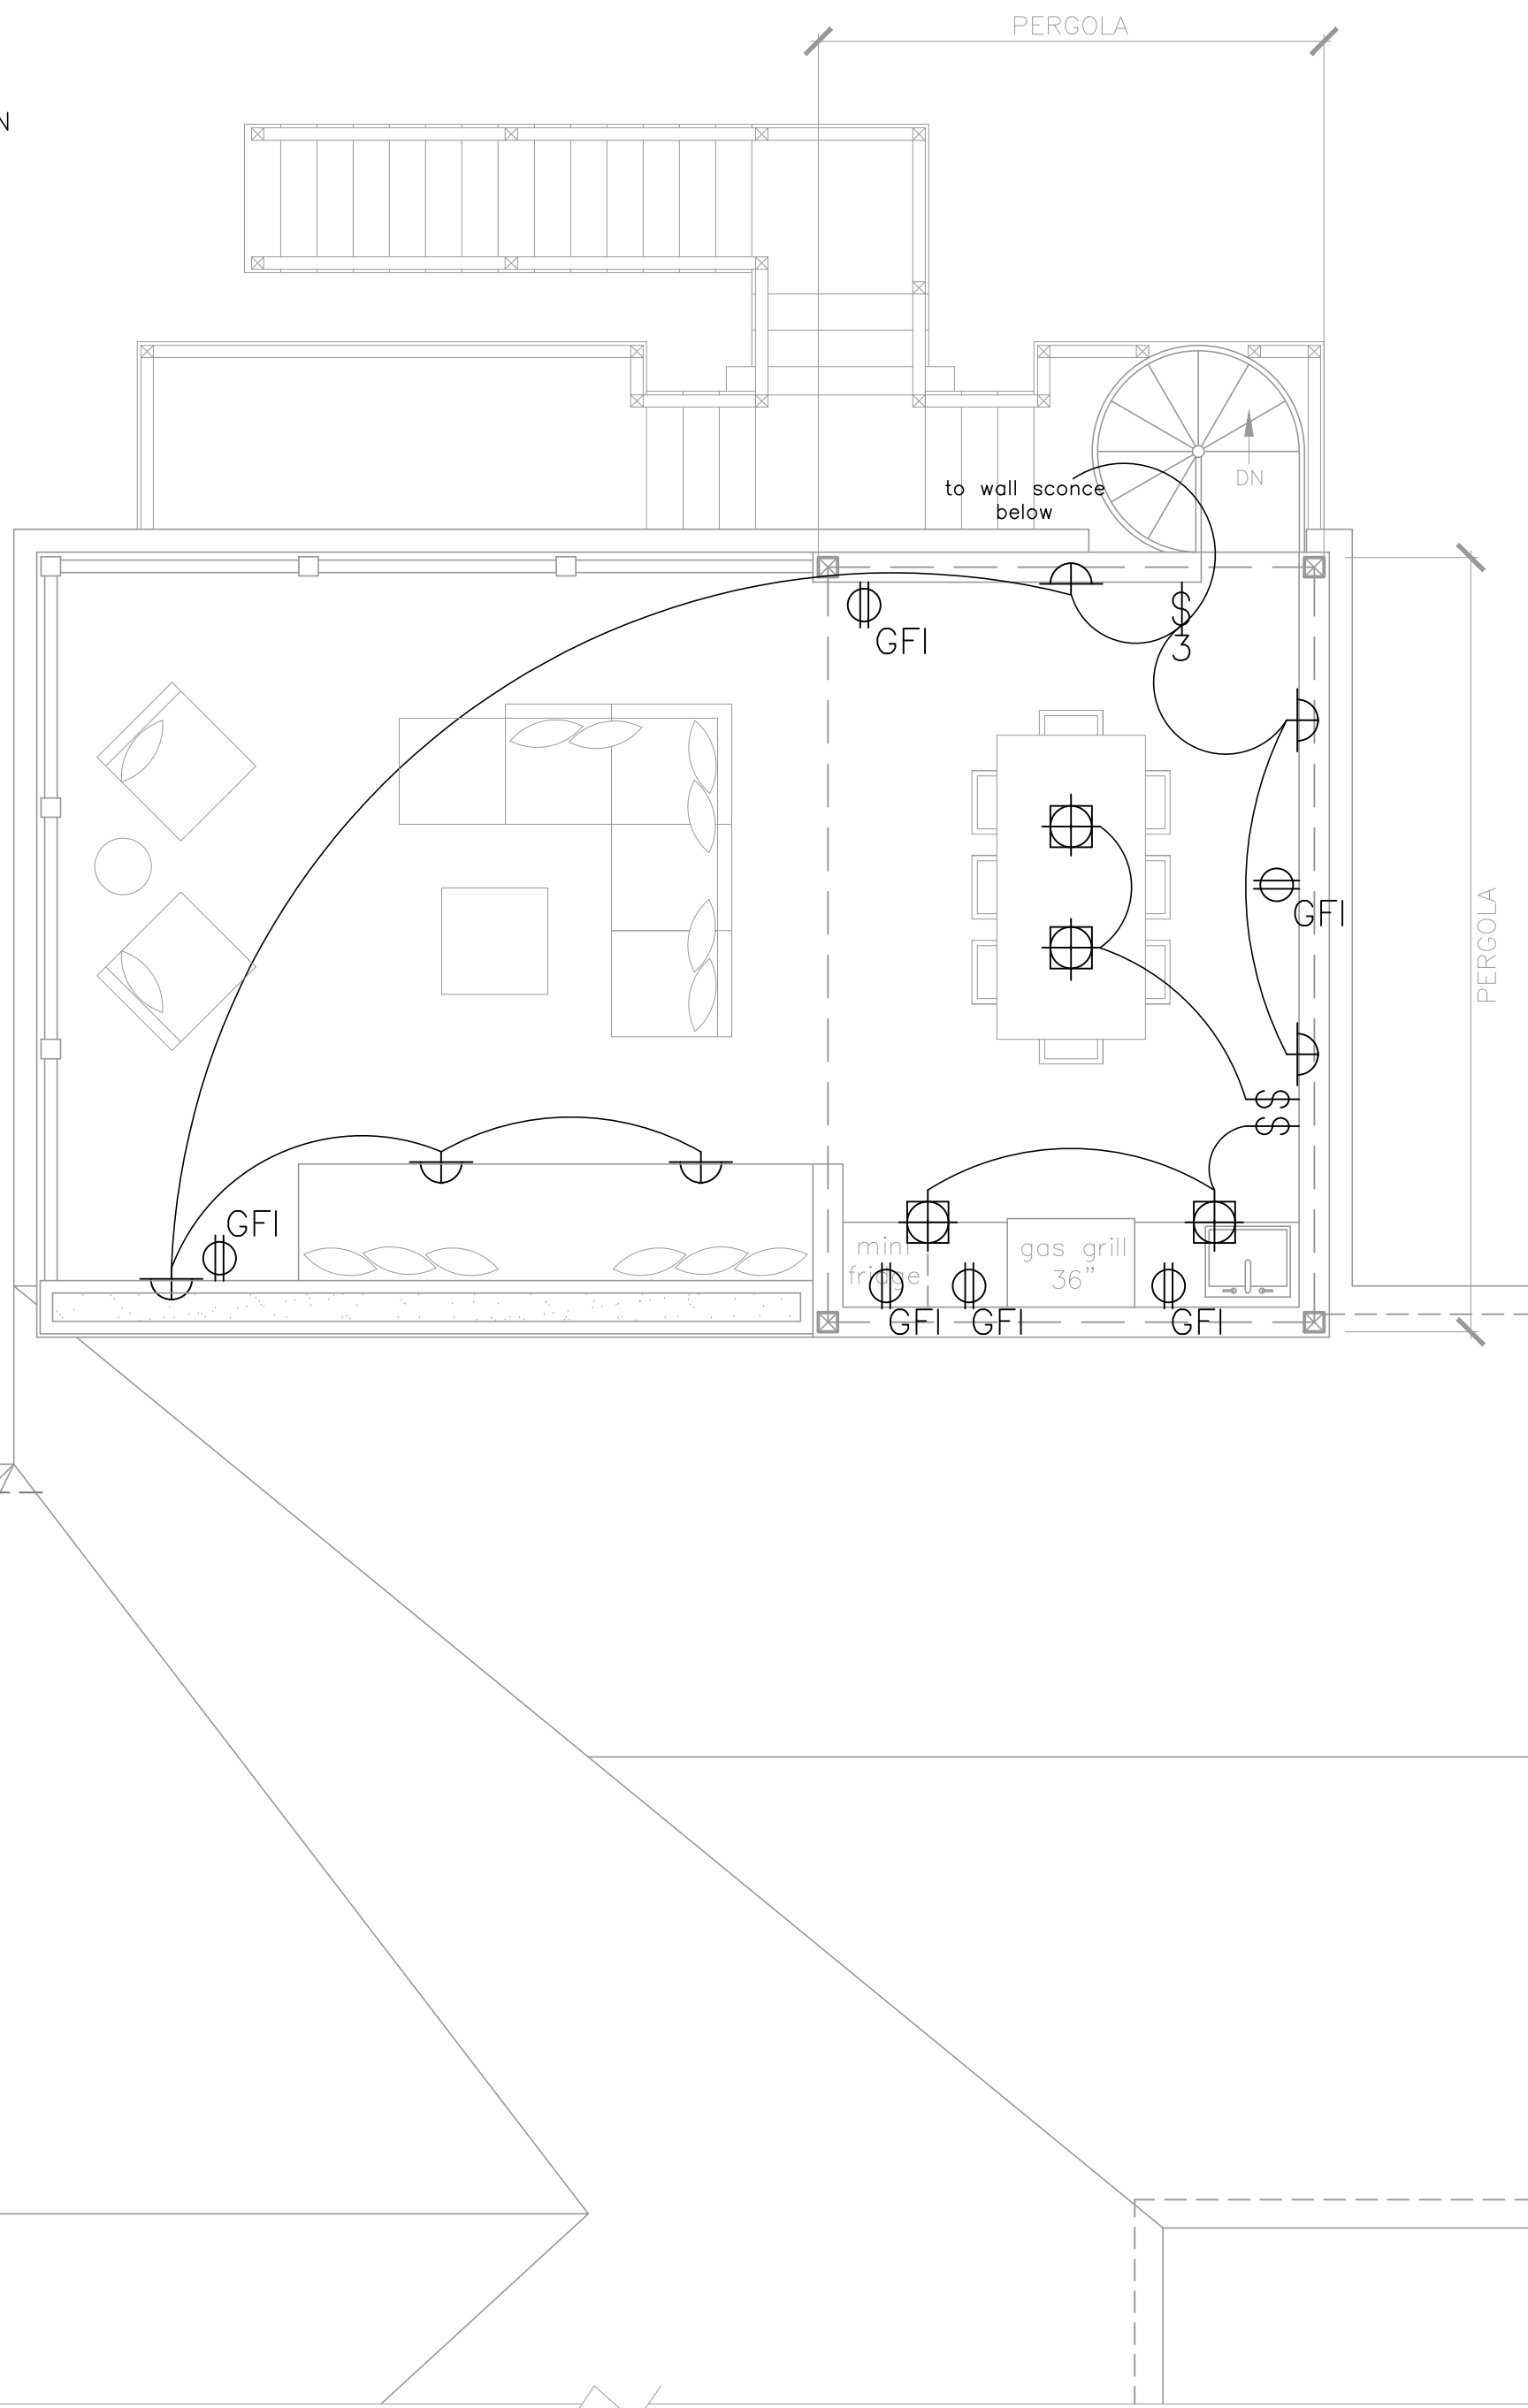 PERGOLA
N
DN
to wall sconce
below
$
3
GFI
GFI
PERGOLA
$
$
GFI
mini
fridge
gas grill
36"
GFI
GFI
GFI